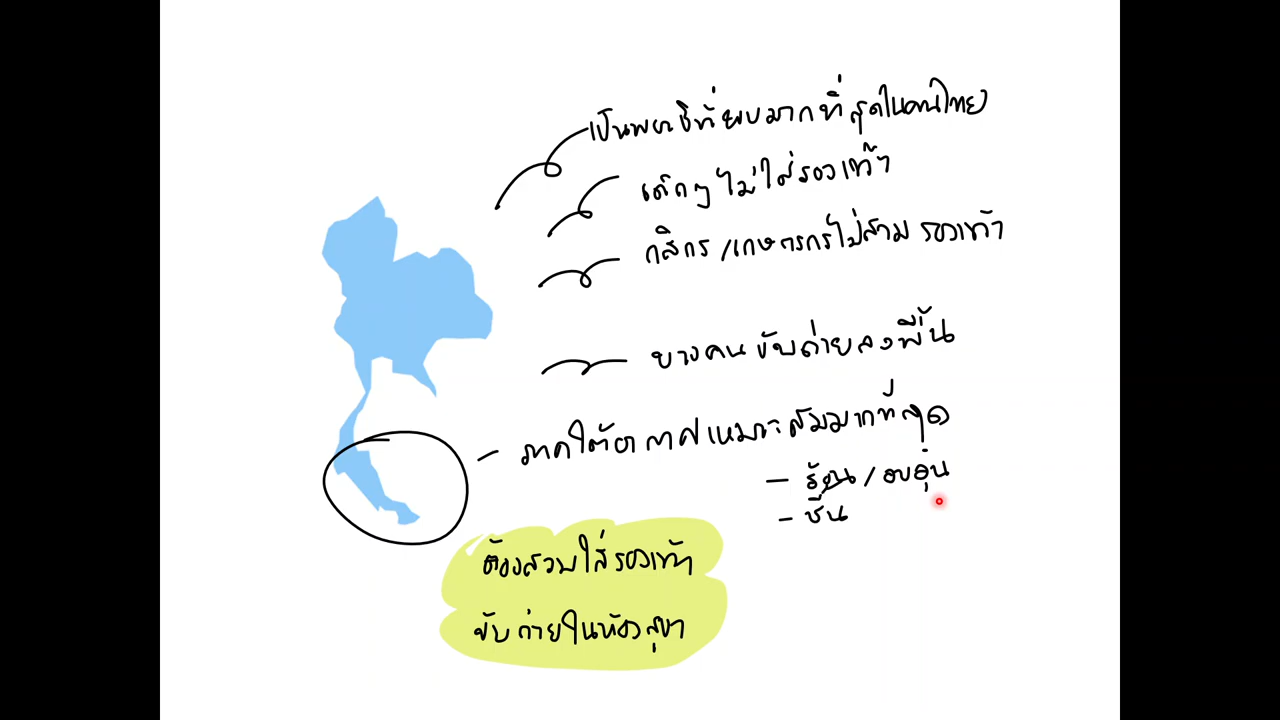 เป็นพยาธิที่พบมากที่สุดในคนไทย
เด็กๆ ไม่ใส่รองเท้า
กสิกร /เกษตรกรไม่สวม รองเท้า
บางคน ขับถ่ายลงพื้น
- ภาคใต้อากาศเหมาะสมมากที่สุด
- ร้อน / อบอุ่น
- ชื้น
ต้องสวมใส่รองเท้า
ขับถ่ายในห้องสุขา